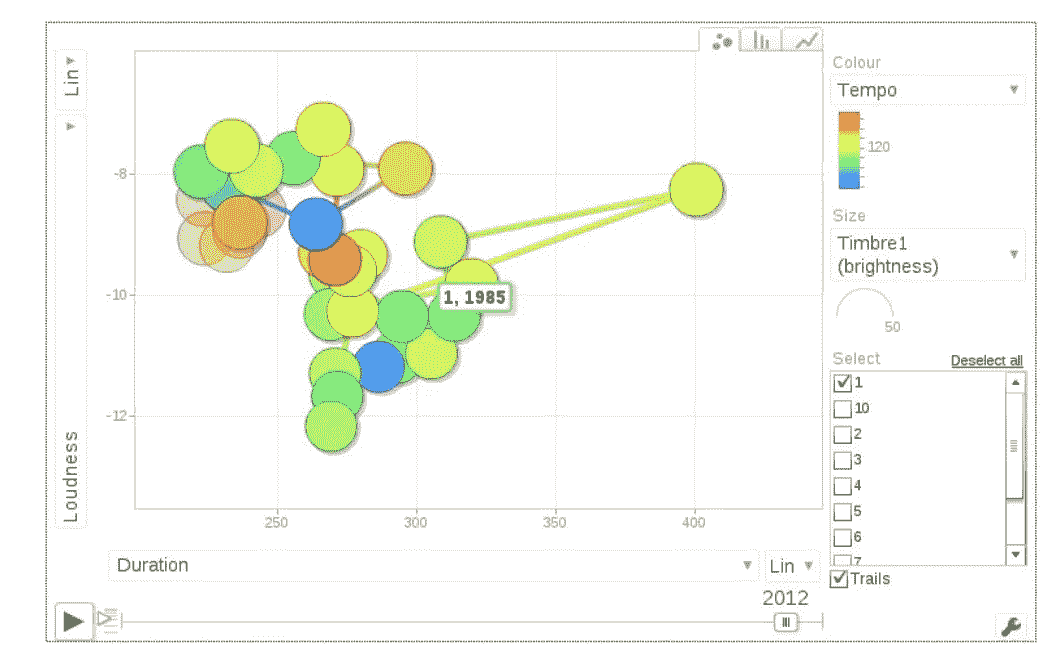 Colour
Lin
Tempo
120
-8
Size
Timbre1
(brightness)
-10
1, 1985
50
Select
Deselect all
1
10
2
-12
3
4
Loudness
5
250
300
350
400
6
7
Duration
Lin
Trails
2012